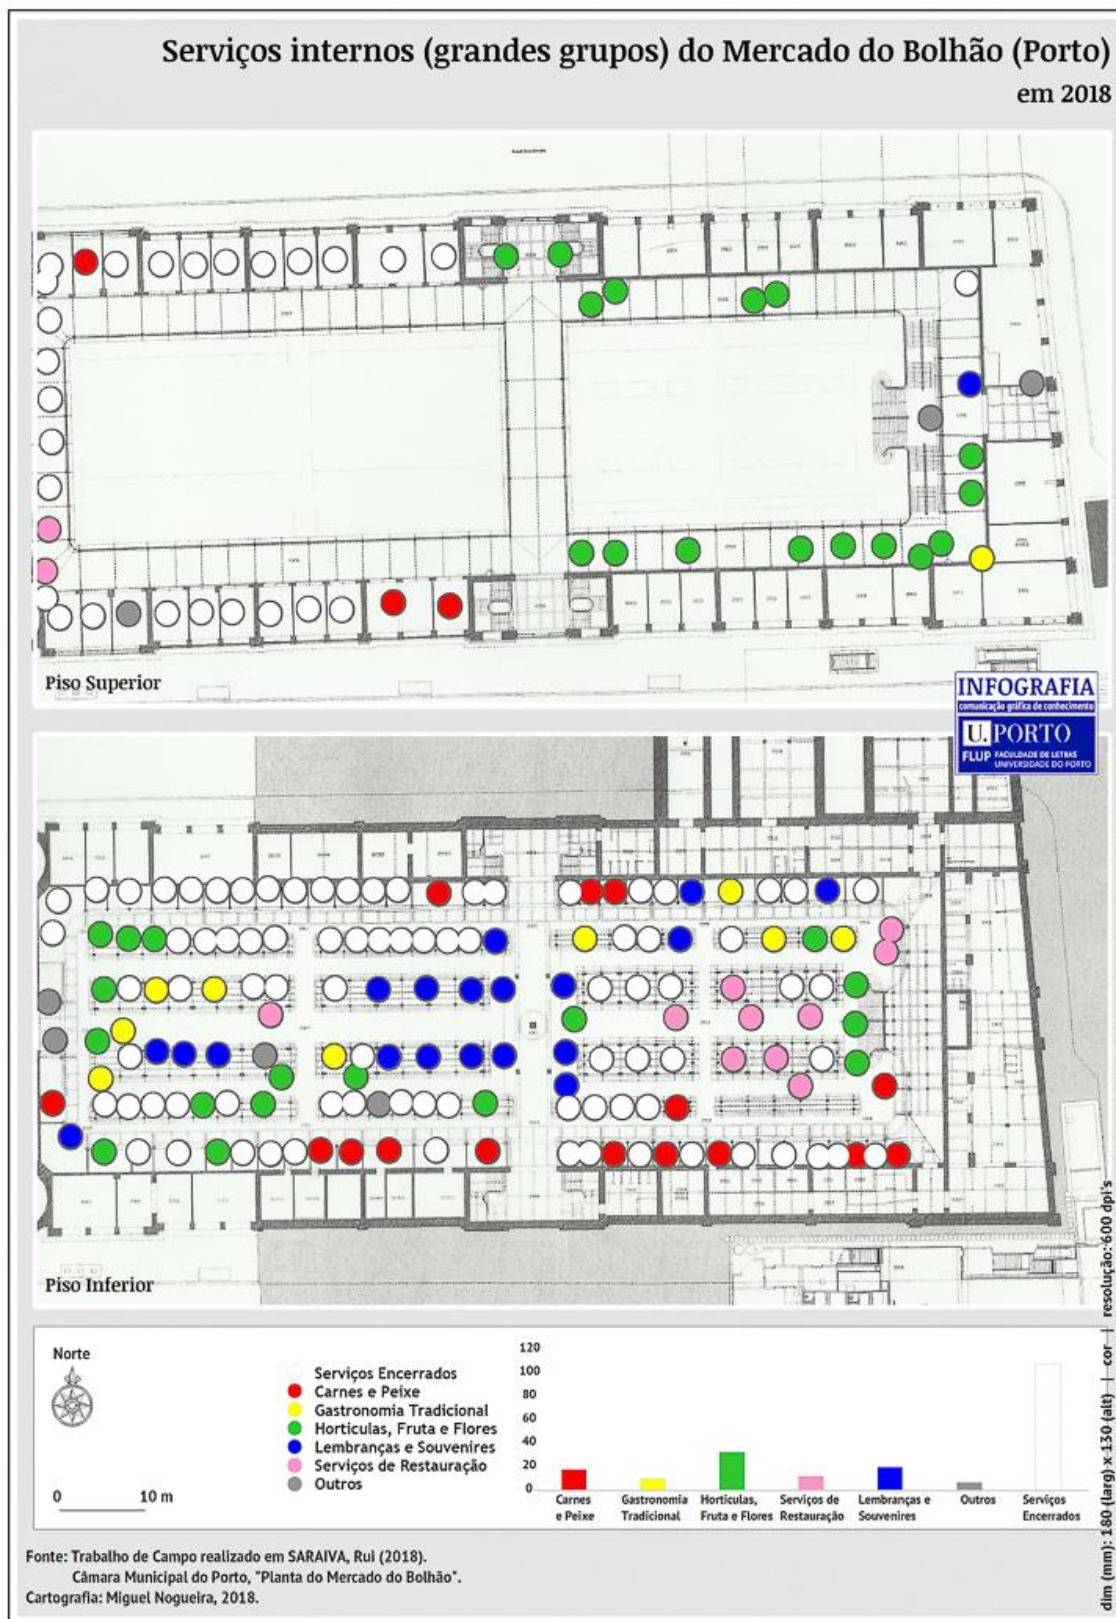 Serviços internos (grandes grupos) do Mercado do Bolhão (Porto)
em 2018
Piso Superior
INFOGRAFIA
comunicação gráfica de conhecimento
U. PORTO
FLUP FACULDADE DE LETRAS
UNIVERSIDADE DO PORTO
Piso Inferior
Norte
0 10 m
Serviços Encerrados
Carnes e Peixe
Gastronomia Tradicional
Horticulas, Fruta e Flores
Lembranças e Souvenires
Serviços de Restauração
Outros
120
100
80
60
40
20
0
Carnes
e Peixe
Gastronomia
Tradicional
Horticulas,
Fruta e Flores
Serviços de
Restauração
Lembranças e
Souvenires
Outros
Serviços
Encerrados
Fonte: Trabalho de Campo realizado em SARAIVA, Rui (2018).
Câmara Municipal do Porto, "Planta do Mercado do Bolhão".
Cartografia: Miguel Nogueira, 2018.
dim (mm): 180 (larg) x 130 (alt) | cor | resolução: 600 dpi's